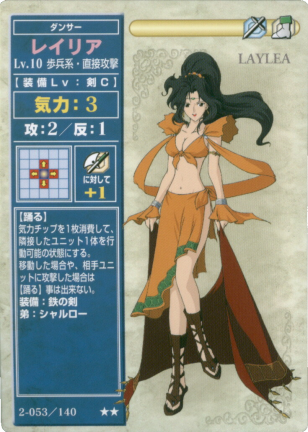 ダンサー
レイリア
Lv.10 歩兵系・直接攻撃
【装備Lv:剣C】
気力:3
攻:2/反:1
に対して
+1
【踊る】
気力チップを1枚消費して、
隣接したユニット1体を行
動可能の状態にする。
移動した場合や、相手ユ
ニットに攻撃した場合は
【踊る】事は出来ない。
装備:鉄の剣
弟:シャルロー
2-053/140 ★★
LAYLEA